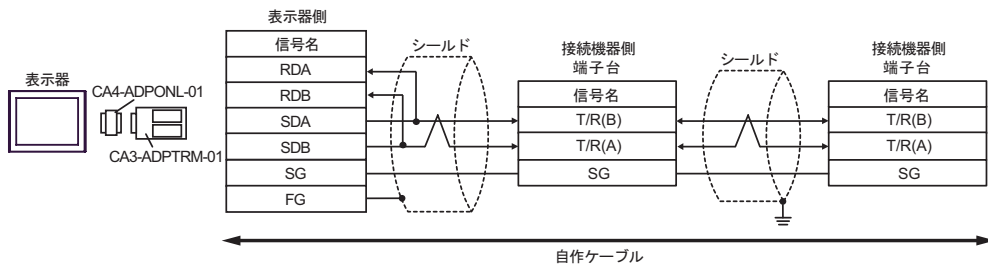 表示器
CA4-ADPONL-01
CA3-ADPTRM-01
表示器側
信号名
RDA
RDB
SDA
SDB
SG
FG
シールド
接続機器側
端子台
信号名
T/R(B)
T/R(A)
SG
シールド
接続機器側
端子台
信号名
T/R(B)
T/R(A)
SG
自作ケーブル